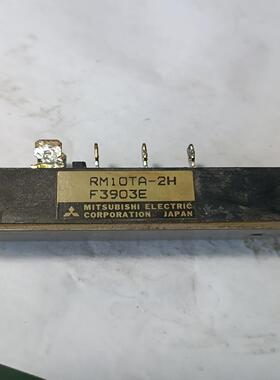 RM10TA-2H
F3903E
MITSUBISHI ELECTRIC
CORPORATION JAPAN